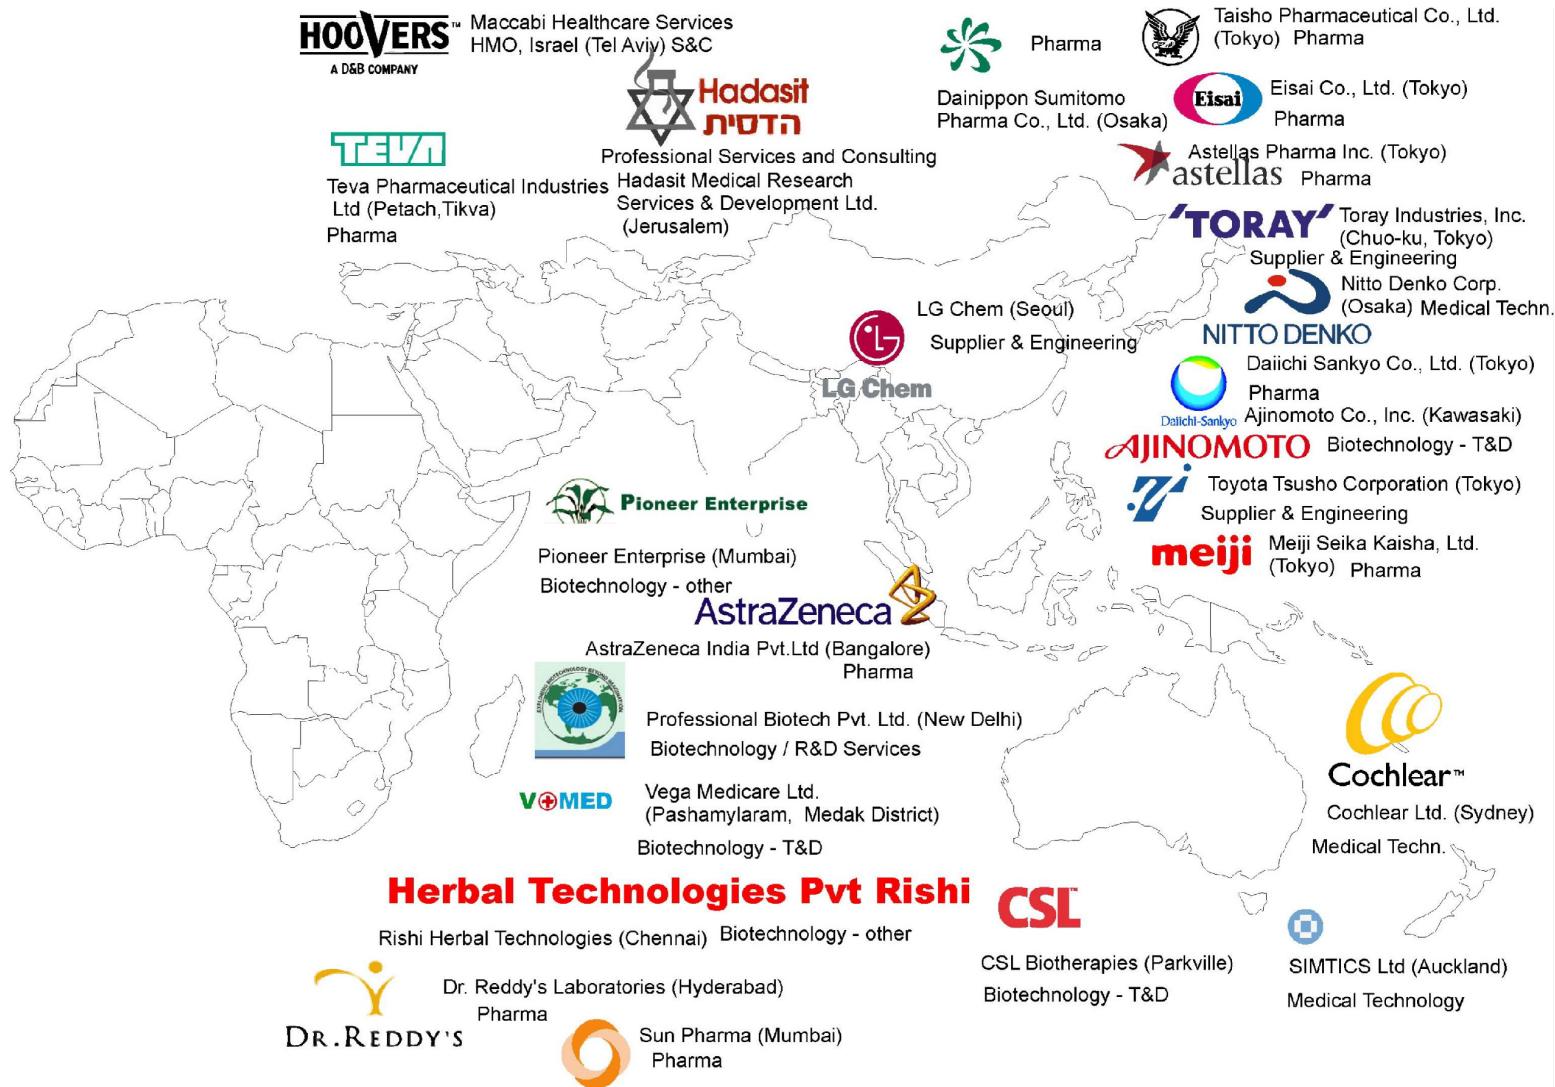 HOOVERS™
A D&B COMPANY
Maccabi Healthcare Services
HMO, Israel (Tel Aviv) S&C
Hadasit
הדסית
Professional Services and Consulting
Hadasit Medical Research
Services & Development Ltd.
(Jerusalem)
TEVA
Teva Pharmaceutical Industries
Ltd (Petach,Tikva)
Pharma
Pharma
Dainippon Sumitomo
Pharma Co., Ltd. (Osaka)
Taisho Pharmaceutical Co., Ltd.
(Tokyo) Pharma
Eisai
Eisai Co., Ltd. (Tokyo)
Pharma
Astellas Pharma Inc. (Tokyo)
astellas Pharma
'TORAY'
Toray Industries, Inc.
(Chuo-ku, Tokyo)
Supplier & Engineering
Nitto Denko Corp.
(Osaka) Medical Techn.
NITTO DENKO
LG Chem (Seoul)
Supplier & Engineering
LG
LG Chem
Daiichi Sankyo Co., Ltd. (Tokyo)
Pharma
Daiichi-Sankyo
Ajinomoto Co., Inc. (Kawasaki)
AJINOMOTO
Biotechnology - T&D
Toyota Tsusho Corporation (Tokyo)
Supplier & Engineering
meiji
Meiji Seika Kaisha, Ltd.
(Tokyo) Pharma
Pioneer Enterprise
Pioneer Enterprise (Mumbai)
Biotechnology - other
AstraZeneca
AstraZeneca India Pvt.Ltd (Bangalore)
Pharma
EXPLORING BIOTECHNOLOGY BEYOND IMAGINATION
Professional Biotech Pvt. Ltd. (New Delhi)
Biotechnology / R&D Services
VMED
Vega Medicare Ltd.
(Pashamylaram, Medak District)
Biotechnology - T&D
Cochlear™
Cochlear Ltd. (Sydney)
Medical Techn.
Herbal Technologies Pvt Rishi
Rishi Herbal Technologies (Chennai) Biotechnology - other
CSL™
CSL Biotherapies (Parkville)
Biotechnology - T&D
SIMTICS Ltd (Auckland)
Medical Technology
DR.REDDY'S
Dr. Reddy's Laboratories (Hyderabad)
Pharma
Sun Pharma (Mumbai)
Pharma